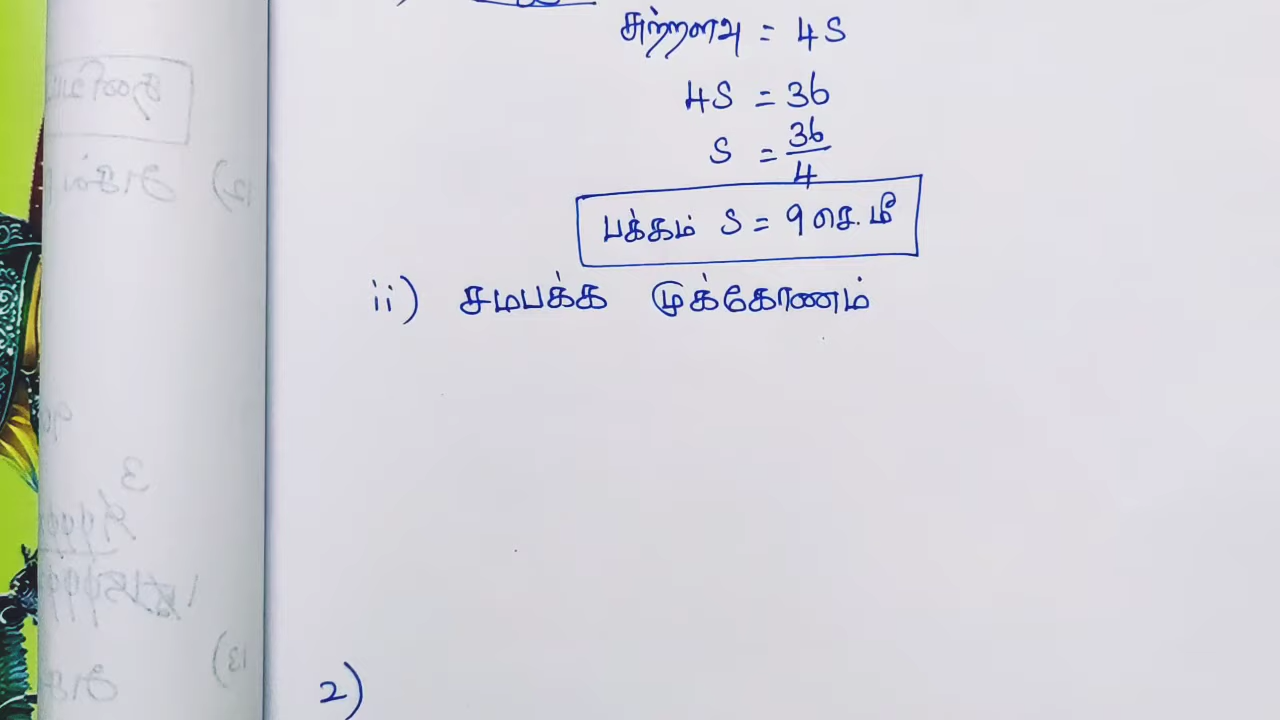 சுற்றளவு = 4S
4S = 36
S = 36/4
பக்கம் S = 9 செ.மீ
ii) சமபக்க முக்கோணம்
2)